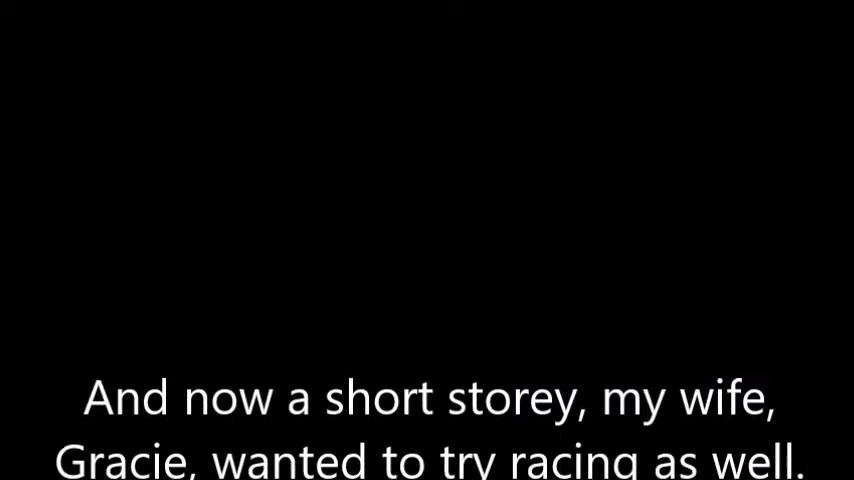 And now a short storey, my wife,
Gracie, wanted to try racing as well.